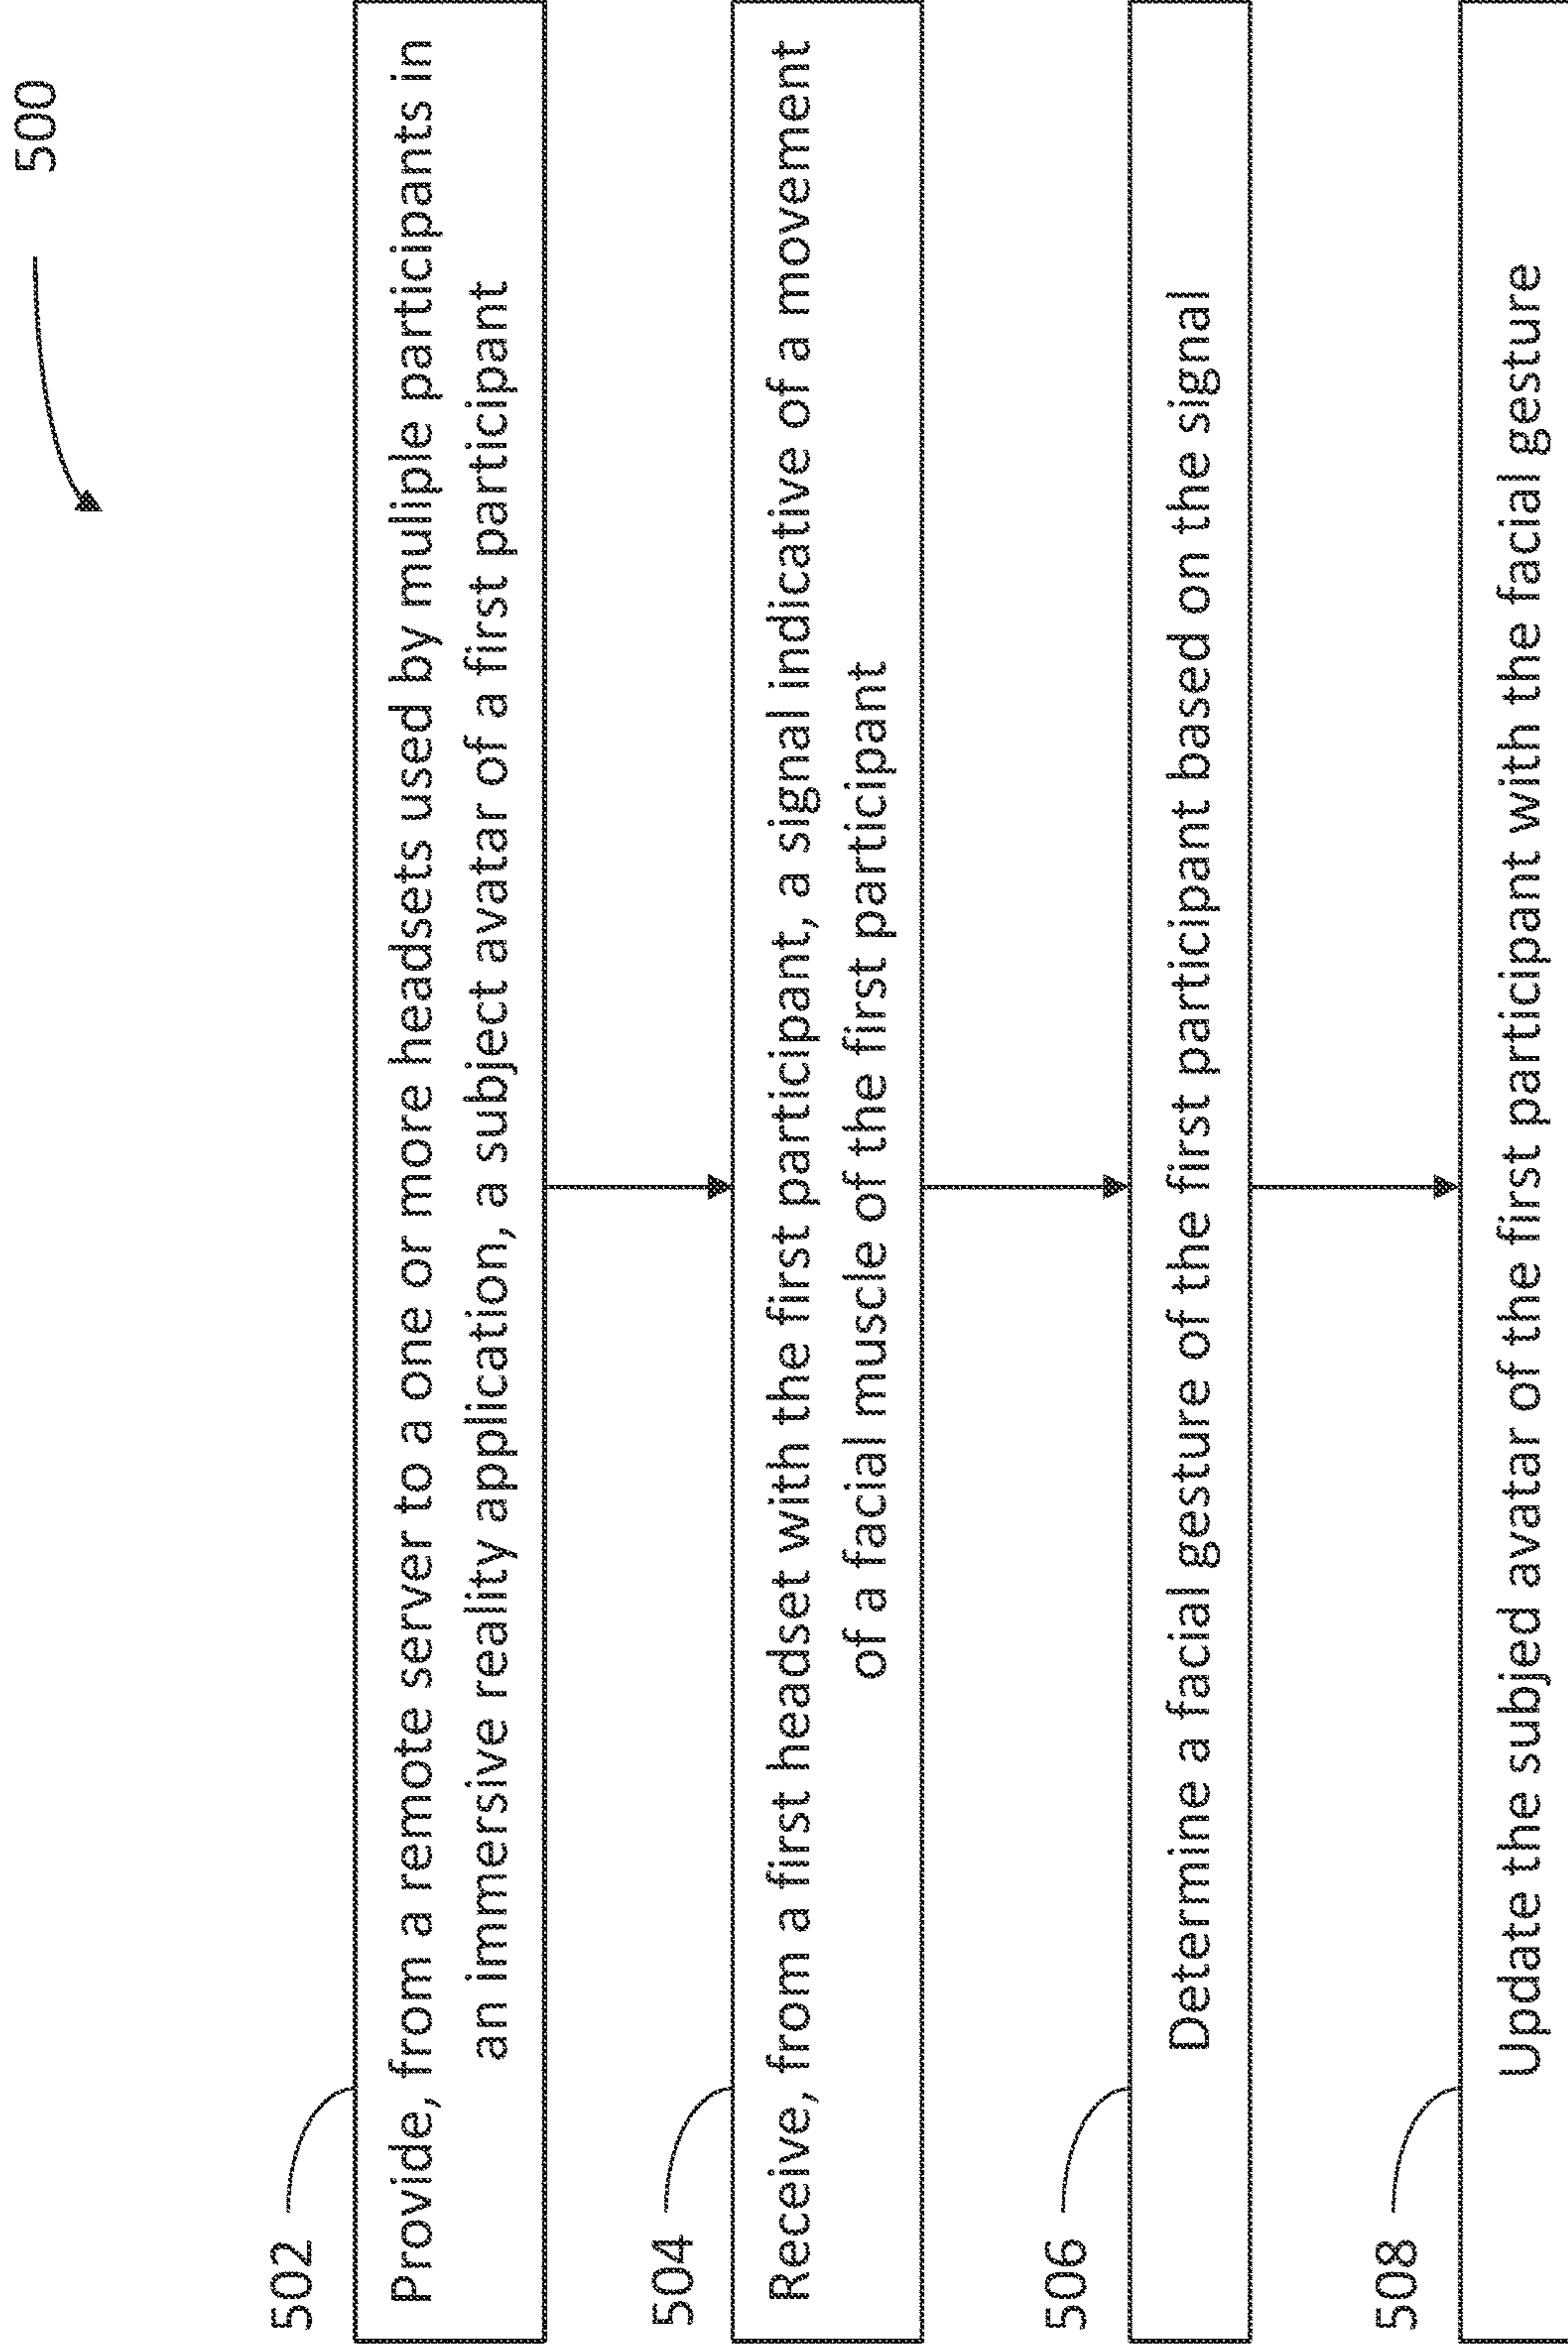 500
502
Provide, from a remote server to a one or more headsets used by muliple participants in
an immersive reality application, a subject avatar of a first participant
504
Receive, from a first headset with the first participant, a signal indicative of a movement
of a facial muscle of the first participant
506
Determine a facial gesture of the first participant based on the signal
508
Update the subjed avatar of the first participant with the facial gesture